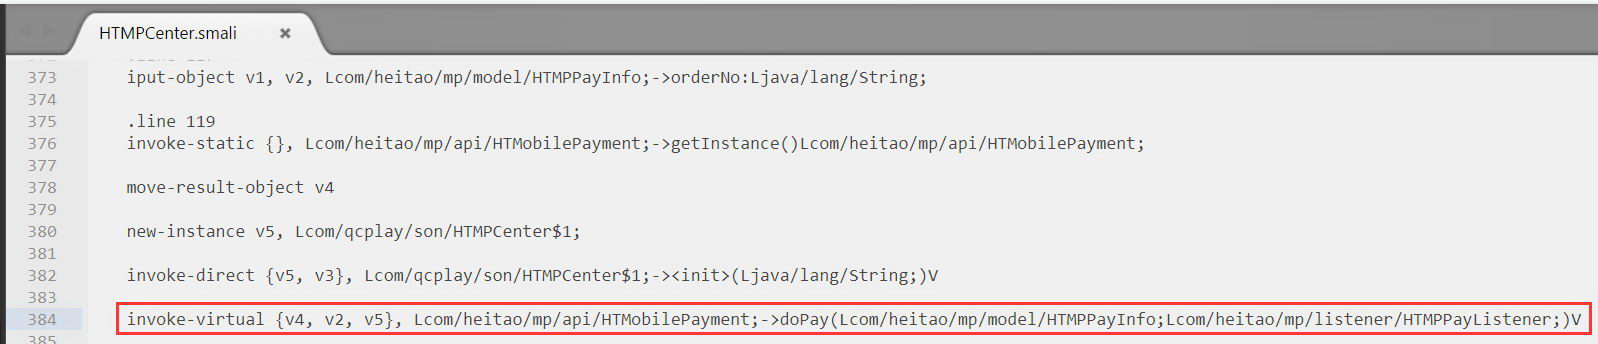 HTMPCenter.smali ×
373 iput-object v1, v2, Lcom/heitao/mp/model/HTMPPayInfo;->orderNo:Ljava/lang/String;
374
375 .line 119
376 invoke-static {}, Lcom/heitao/mp/api/HTMobilePayment;->getInstance()Lcom/heitao/mp/api/HTMobilePayment;
377
378 move-result-object v4
379
380 new-instance v5, Lcom/qcplay/son/HTMPCenter$1;
381
382 invoke-direct {v5, v3}, Lcom/qcplay/son/HTMPCenter$1;-><init>(Ljava/lang/String;)V
383
384 invoke-virtual {v4, v2, v5}, Lcom/heitao/mp/api/HTMobilePayment;->doPay(Lcom/heitao/mp/model/HTMPPayInfo;Lcom/heitao/mp/listener/HTMPPayListener;)V
385